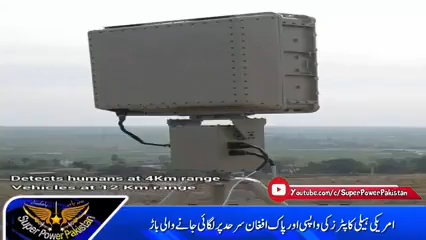 Detects humans at 4Km range
Vehicles at 12 Km range
Youtube.com/c/SuperPowerPakistan
Super Power Pakistan
امریکی ہیلی کاپٹرز کی واپسی اور پاک افغان سرحد پر لگائی جانے والی باڑ